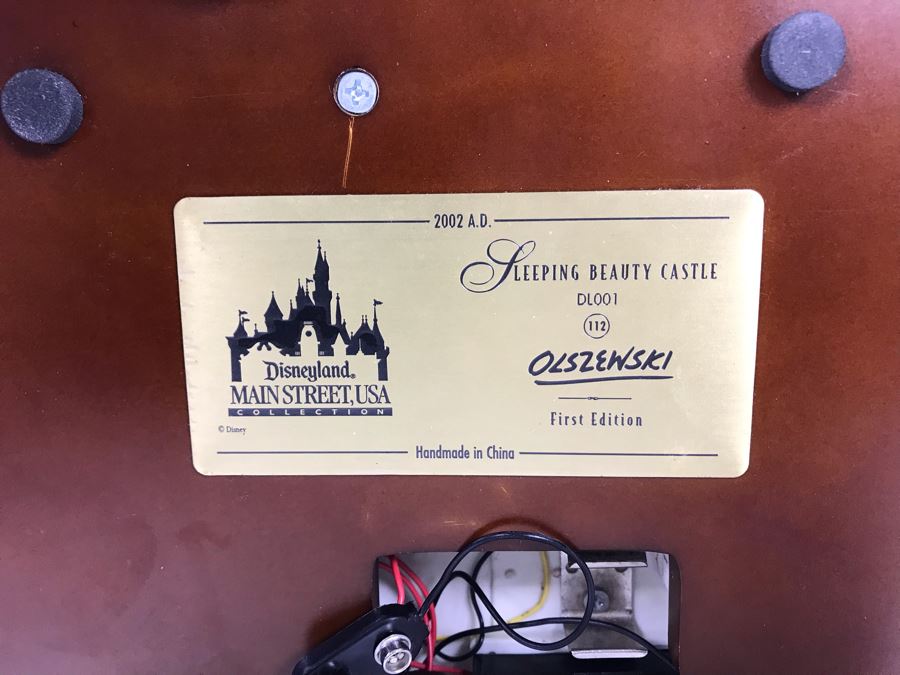 2002 A.D.
Disneyland®
MAIN STREET, USA
COLLECTION
© Disney
SLEEPING BEAUTY CASTLE
DL001
112
OLSZEWSKI
First Edition
Handmade in China